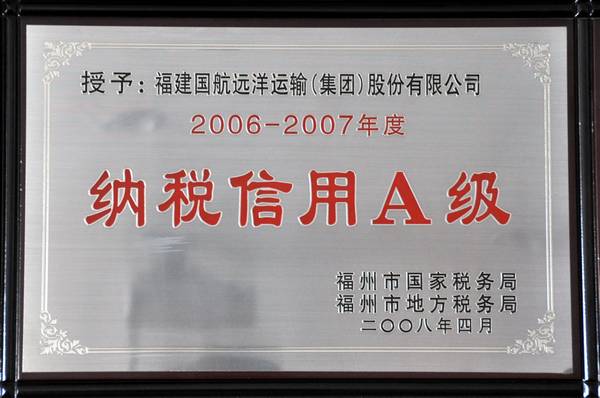 授予：福建国航远洋运输(集团)股份有限公司
2006-2007年度
纳税信用A级
福州市国家税务局
福州市地方税务局
二〇〇八年四月